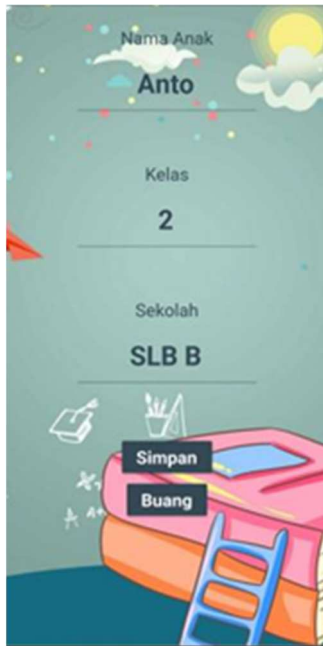 Nama Anak
Anto
Kelas
2
Sekolah
SLB B
Simpan
Buang
A+